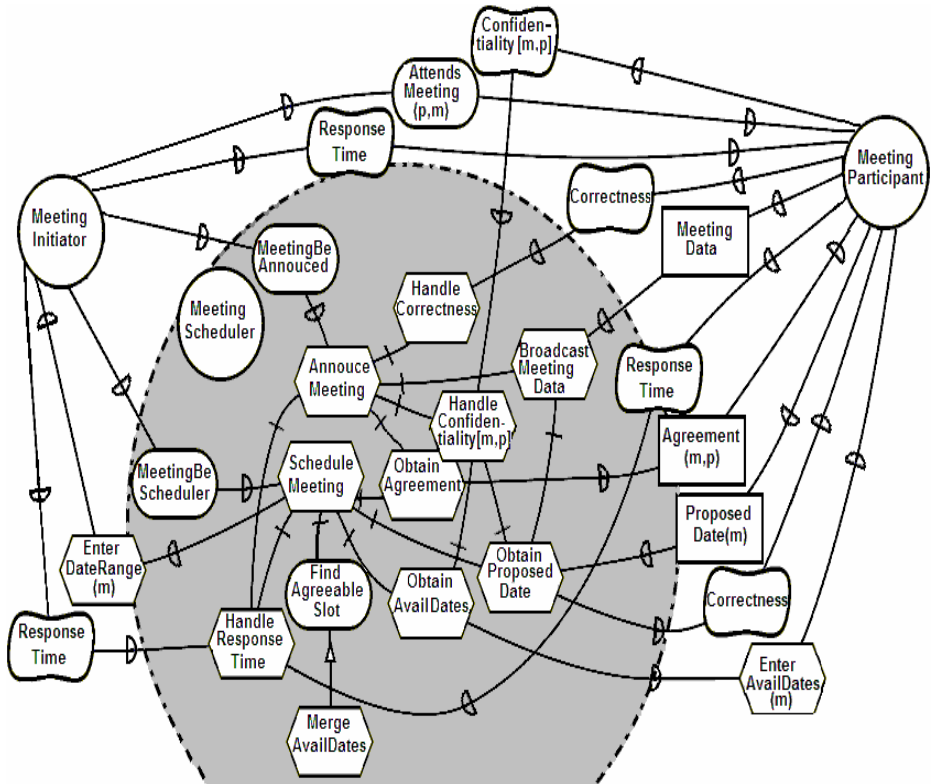 Confiden-
tiality [m,p]
Attends
Meeting
(p,m)
Response
Time
Meeting
Participant
Meeting
Initiator
Correctness
Meeting
Data
MeetingBe
Annouced
Meeting
Scheduler
Handle
Correctness
Annouce
Meeting
Broadcast
Meeting
Data
Response
Time
Handle
Confiden-
tiality[m,p]
Agreement
(m,p)
MeetingBe
Scheduler
Schedule
Meeting
Obtain
Agreement
Proposed
Date(m)
Enter
DateRange
(m)
Find
Agreeable
Slot
Obtain
AvailDates
Obtain
Proposed
Date
Correctness
Response
Time
Handle
Response
Time
Enter
AvailDates
(m)
Merge
AvailDates